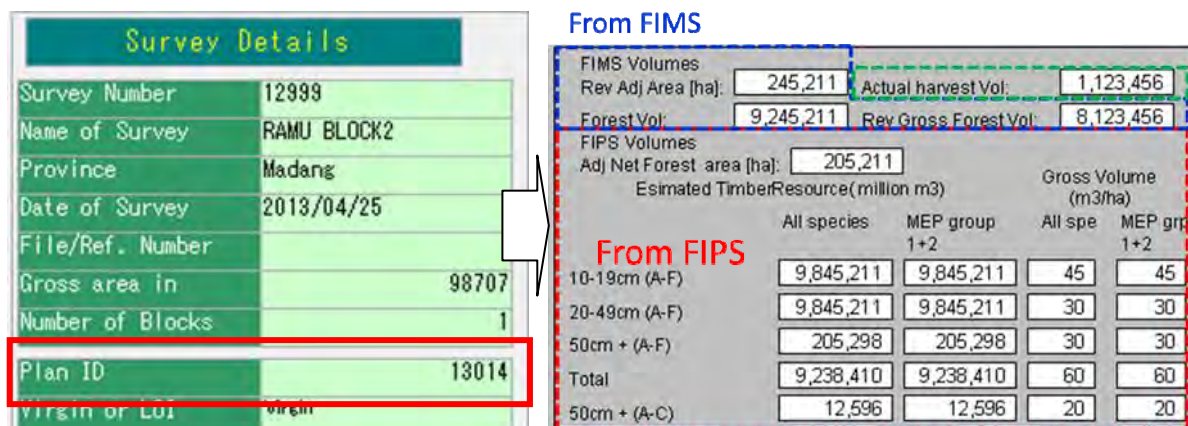 Survey Details
Survey Number 12999
Name of Survey RAMU BLOCK2
Province Madang
Date of Survey 2013/04/25
File/Ref. Number
Gross area in 98707
Number of Blocks 1
Plan ID 13014
Virgin or LOI Virgin
From FIMS
FIMS Volumes
Rev Adj Area [ha]: 245,211 Actual harvest Vol: 1,123,456
Forest Vol: 9,245,211 Rev Gross Forest Vol: 8,123,456
FIPS Volumes
Adj Net Forest area [ha]: 205,211
Esimated TimberResource( million m3) Gross Volume
(m3/ha)
All species MEP group All spe MEP grp
1+2 1+2
From FIPS
10-19cm (A-F) 9,845,211 9,845,211 45 45
20-49cm (A-F) 9,845,211 9,845,211 30 30
50cm + (A-F) 205,298 205,298 30 30
Total 9,238,410 9,238,410 60 60
50cm + (A-C) 12,596 12,596 20 20